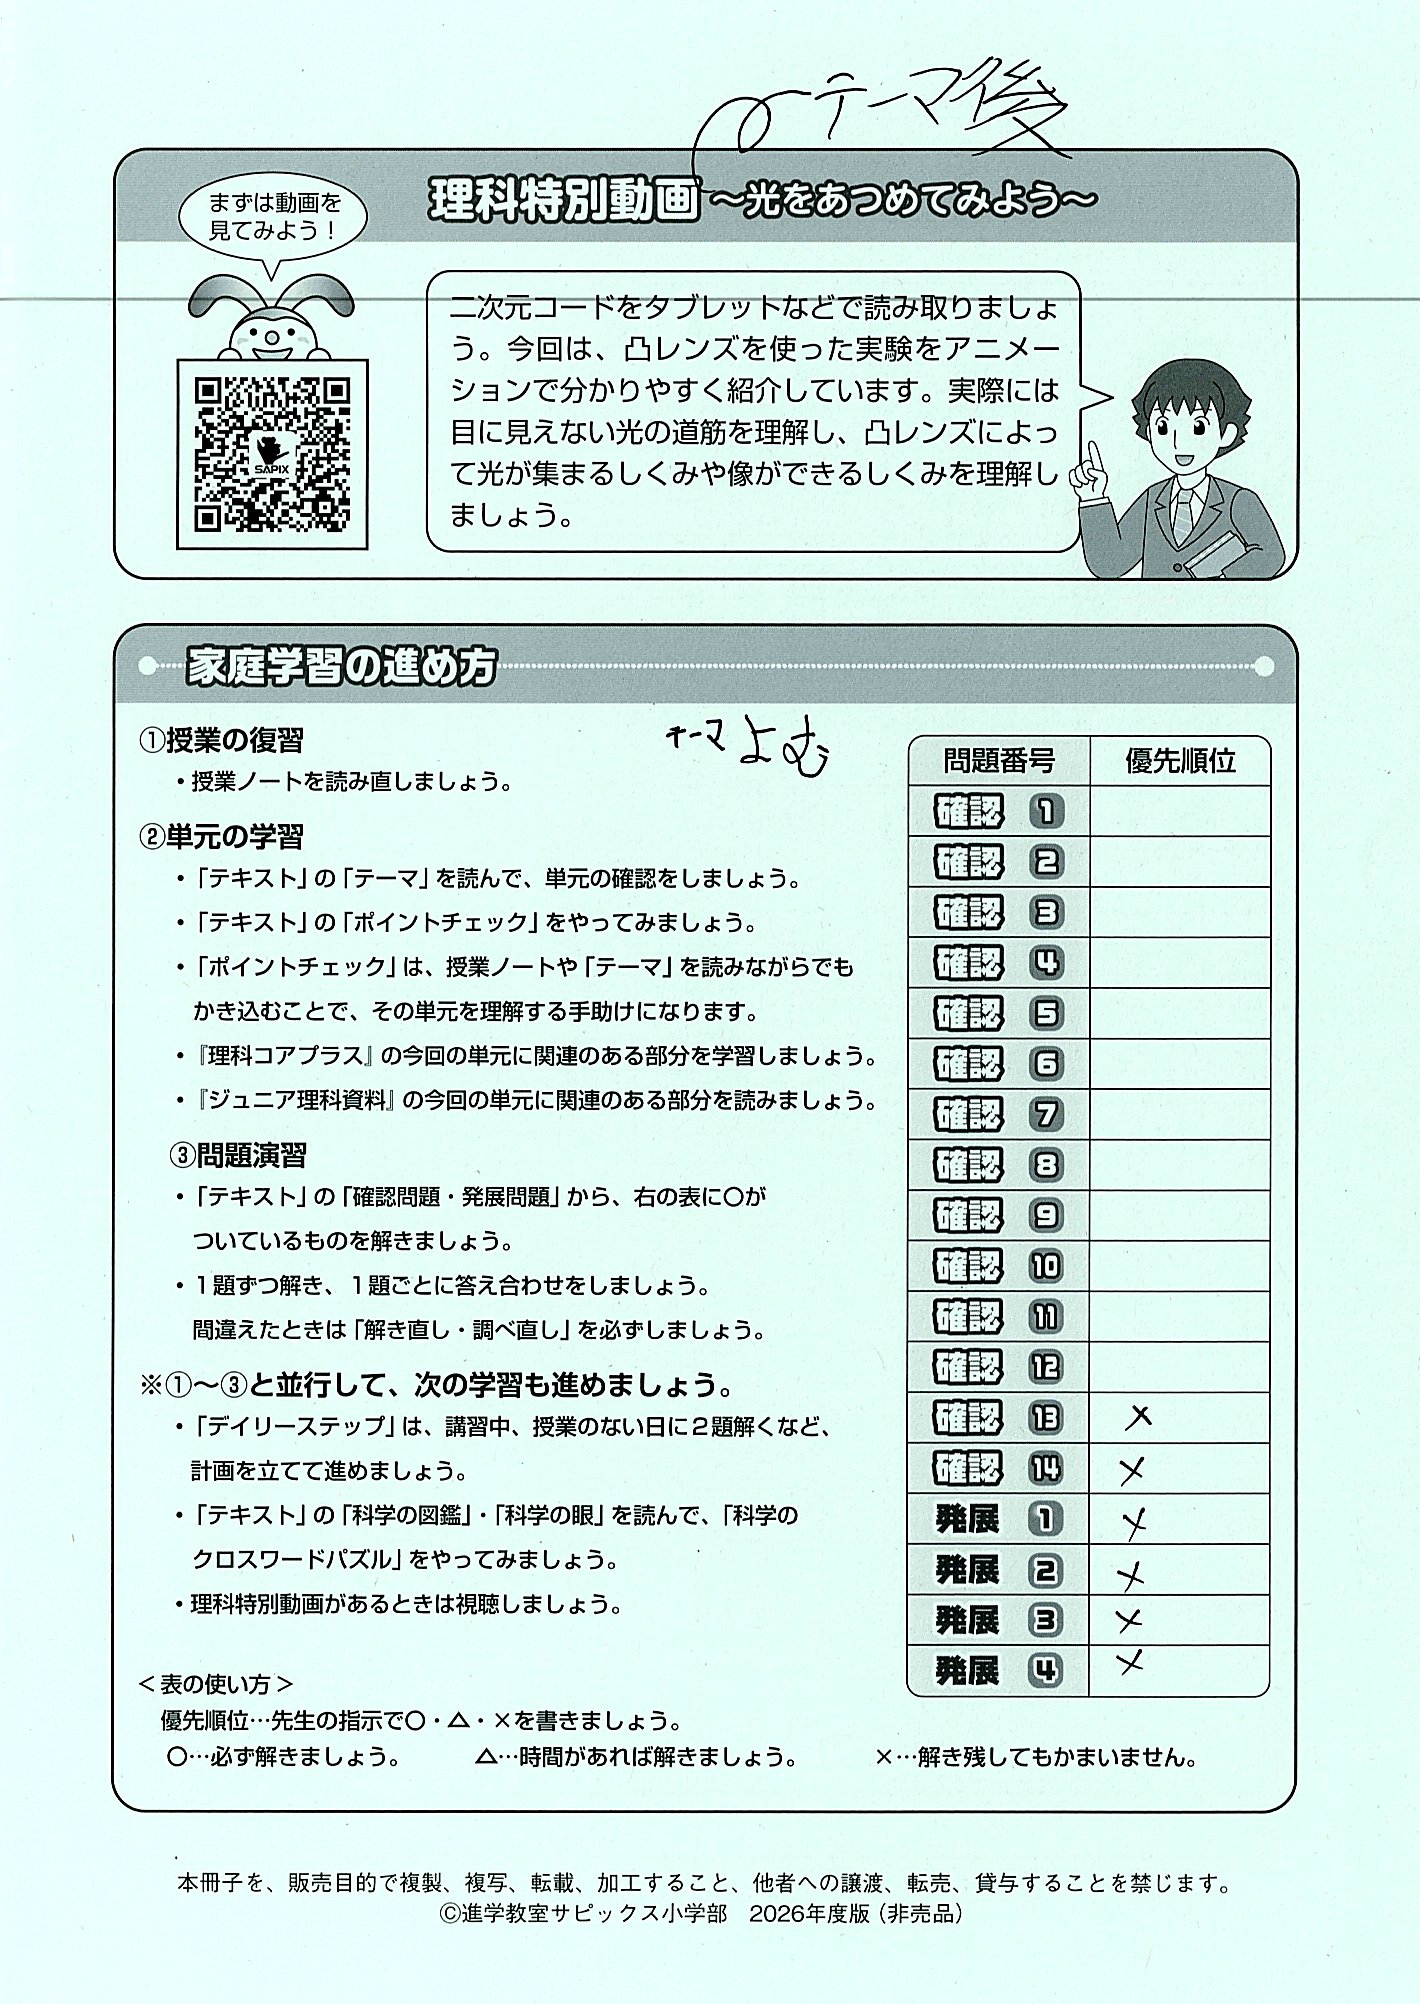 テーマ後
まずは動画を
見てみよう！
理科特別動画 ～光をあつめてみよう～
SAPIX
二次元コードをタブレットなどで読み取りましょ
う。今回は、凸レンズを使った実験をアニメー
ションで分かりやすく紹介しています。実際には
目に見えない光の道筋を理解し、凸レンズによっ
て光が集まるしくみや像ができるしくみを理解し
ましょう。
家庭学習の進め方
①授業の復習
テーマよむ
・授業ノートを読み直しましょう。
②単元の学習
・「テキスト」の「テーマ」を読んで、単元の確認をしましょう。
・「テキスト」の「ポイントチェック」をやってみましょう。
・「ポイントチェック」は、授業ノートや「テーマ」を読みながらでも
かき込むことで、その単元を理解する手助けになります。
・『理科コアプラス』の今回の単元に関連のある部分を学習しましょう。
・『ジュニア理科資料』の今回の単元に関連のある部分を読みましょう。
③問題演習
・「テキスト」の「確認問題・発展問題」から、右の表に〇が
ついているものを解きましょう。
・１題ずつ解き、１題ごとに答え合わせをしましょう。
間違えたときは「解き直し・調べ直し」を必ずしましょう。
※①～③と並行して、次の学習も進めましょう。
・「デイリーステップ」は、講習中、授業のない日に２題解くなど、
計画を立てて進めましょう。
・「テキスト」の「科学の図鑑」・「科学の眼」を読んで、「科学の
クロスワードパズル」をやってみましょう。
・理科特別動画があるときは視聴しましょう。
問題番号 優先順位
確認 1
確認 2
確認 3
確認 4
確認 5
確認 6
確認 7
確認 8
確認 9
確認 10
確認 11
確認 12
確認 13 ×
確認 14 ×
発展 1 ×
発展 2 ×
発展 3 ×
発展 4 ×
＜表の使い方＞
優先順位…先生の指示で〇・△・×を書きましょう。
〇…必ず解きましょう。 △…時間があれば解きましょう。 ×…解き残してもかまいません。
本冊子を、販売目的で複製、複写、転載、加工すること、他者への譲渡、転売、貸与することを禁じます。
©進学教室サピックス小学部 2026年度版（非売品）